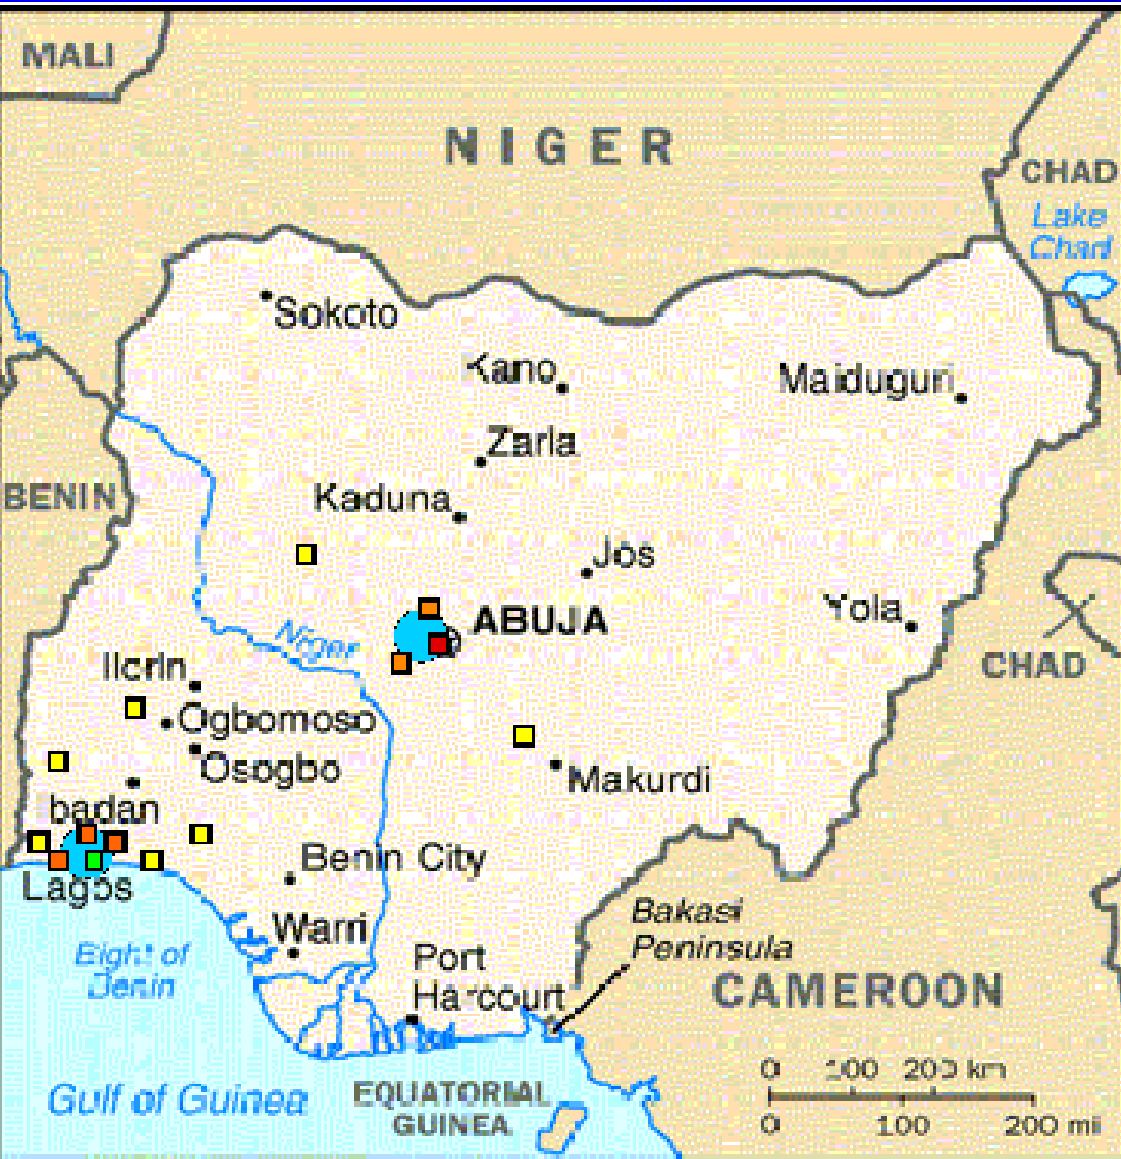 MALI
NIGER
CHAD
Lake
Chad
Sokoto
Kano
Maiduguri
Zaria
Kaduna
BENIN
Jos
ABUJA
Yola
Niger
Ilorin
CHAD
Ogbomoso
Osogbo
Makurdi
badan
Benin City
Lagos
Bakasi
Peninsula
Warri
Bight of
Benin
Port
Harcourt
CAMEROON
0 100 200 km
Gulf of Guinea
EQUATORIAL
GUINEA
0 100 200 mi